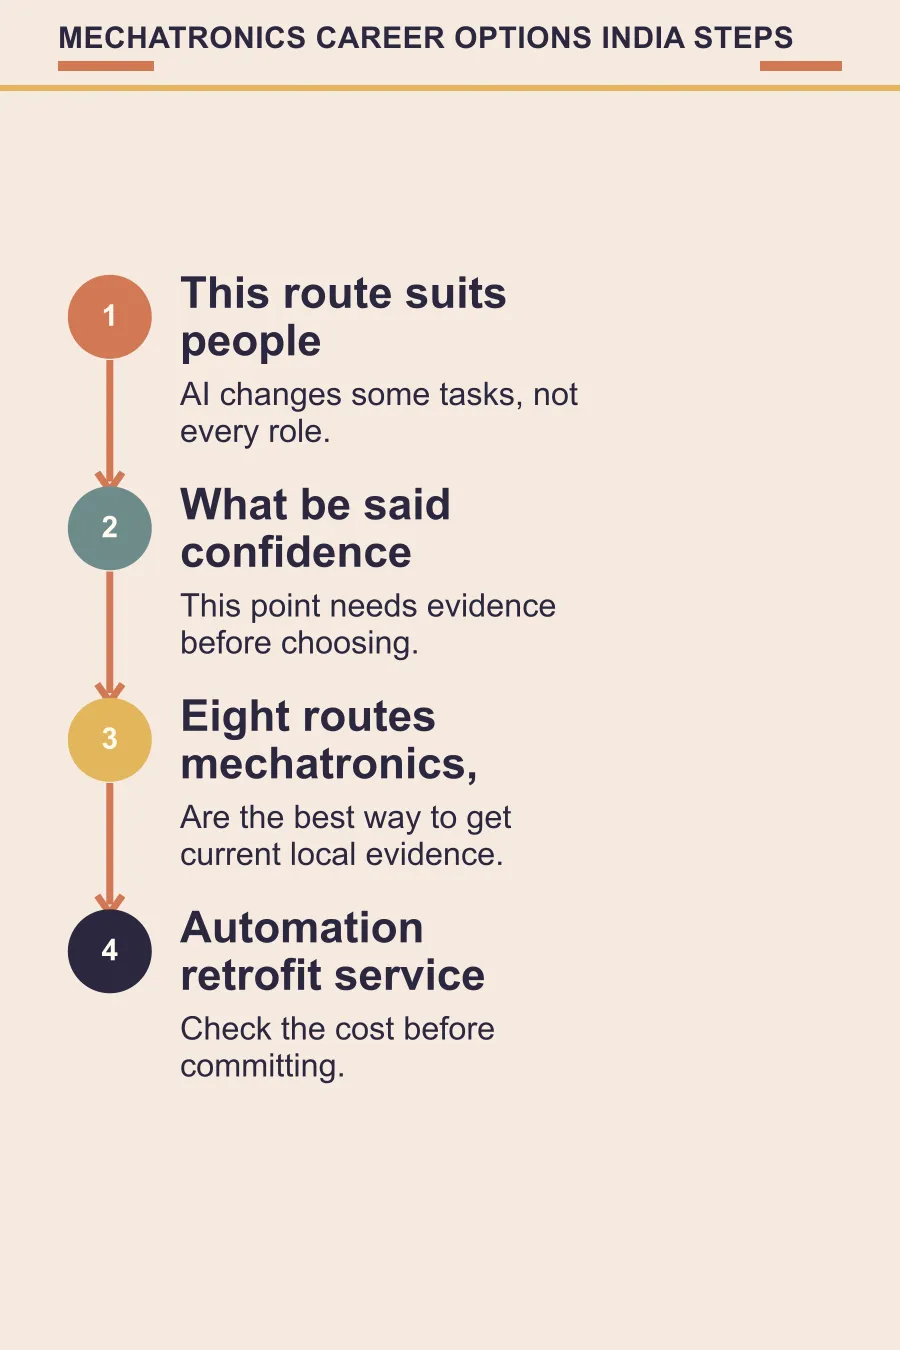 MECHATRONICS CAREER OPTIONS INDIA STEPS
1
This route suits
people
AI changes some tasks, not
every role.
2
What be said
confidence
This point needs evidence
before choosing.
3
Eight routes
mechatronics,
Are the best way to get
current local evidence.
4
Automation
retrofit service
Check the cost before
committing.